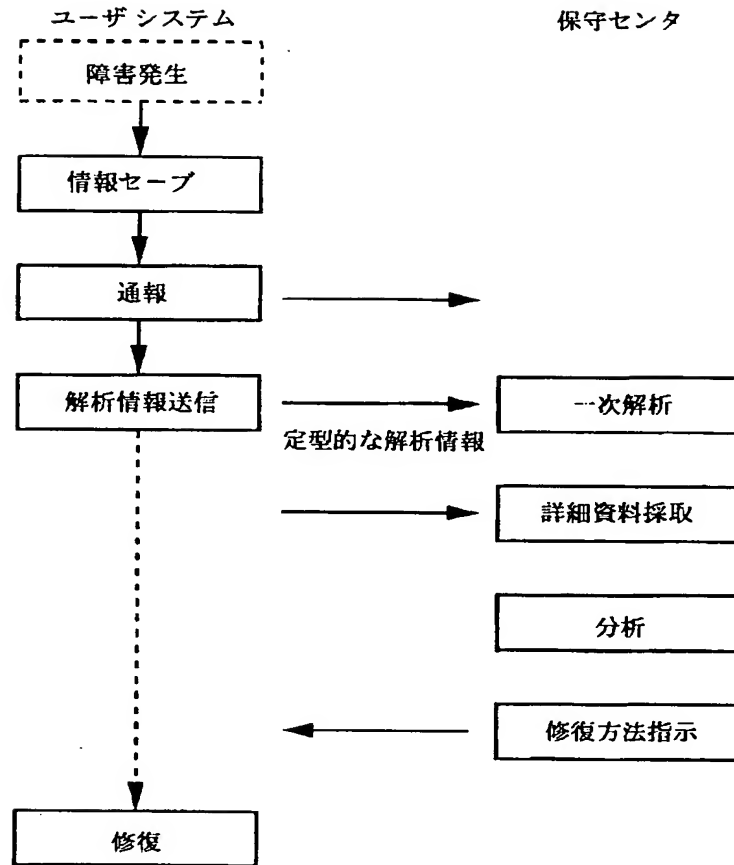 ユーザ システム
保守センタ
障害発生
情報セーブ
通報
解析情報送信
一次解析
定型的な解析情報
詳細資料採取
分析
修復方法指示
修復